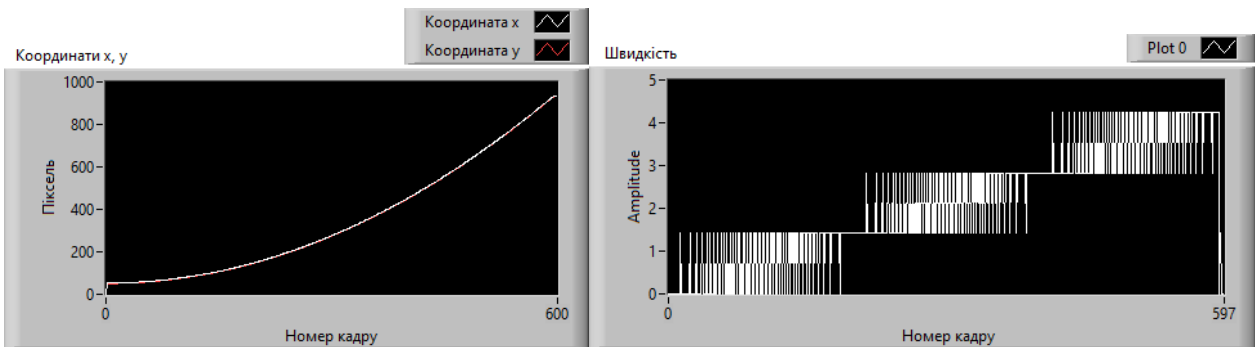 Координата x
Координата y
Координати x, y
1000
800
600
400
200
0
Піксель
0
600
Номер кадру
Plot 0
Швидкість
5
4
3
2
1
0
Amplitude
0
597
Номер кадру